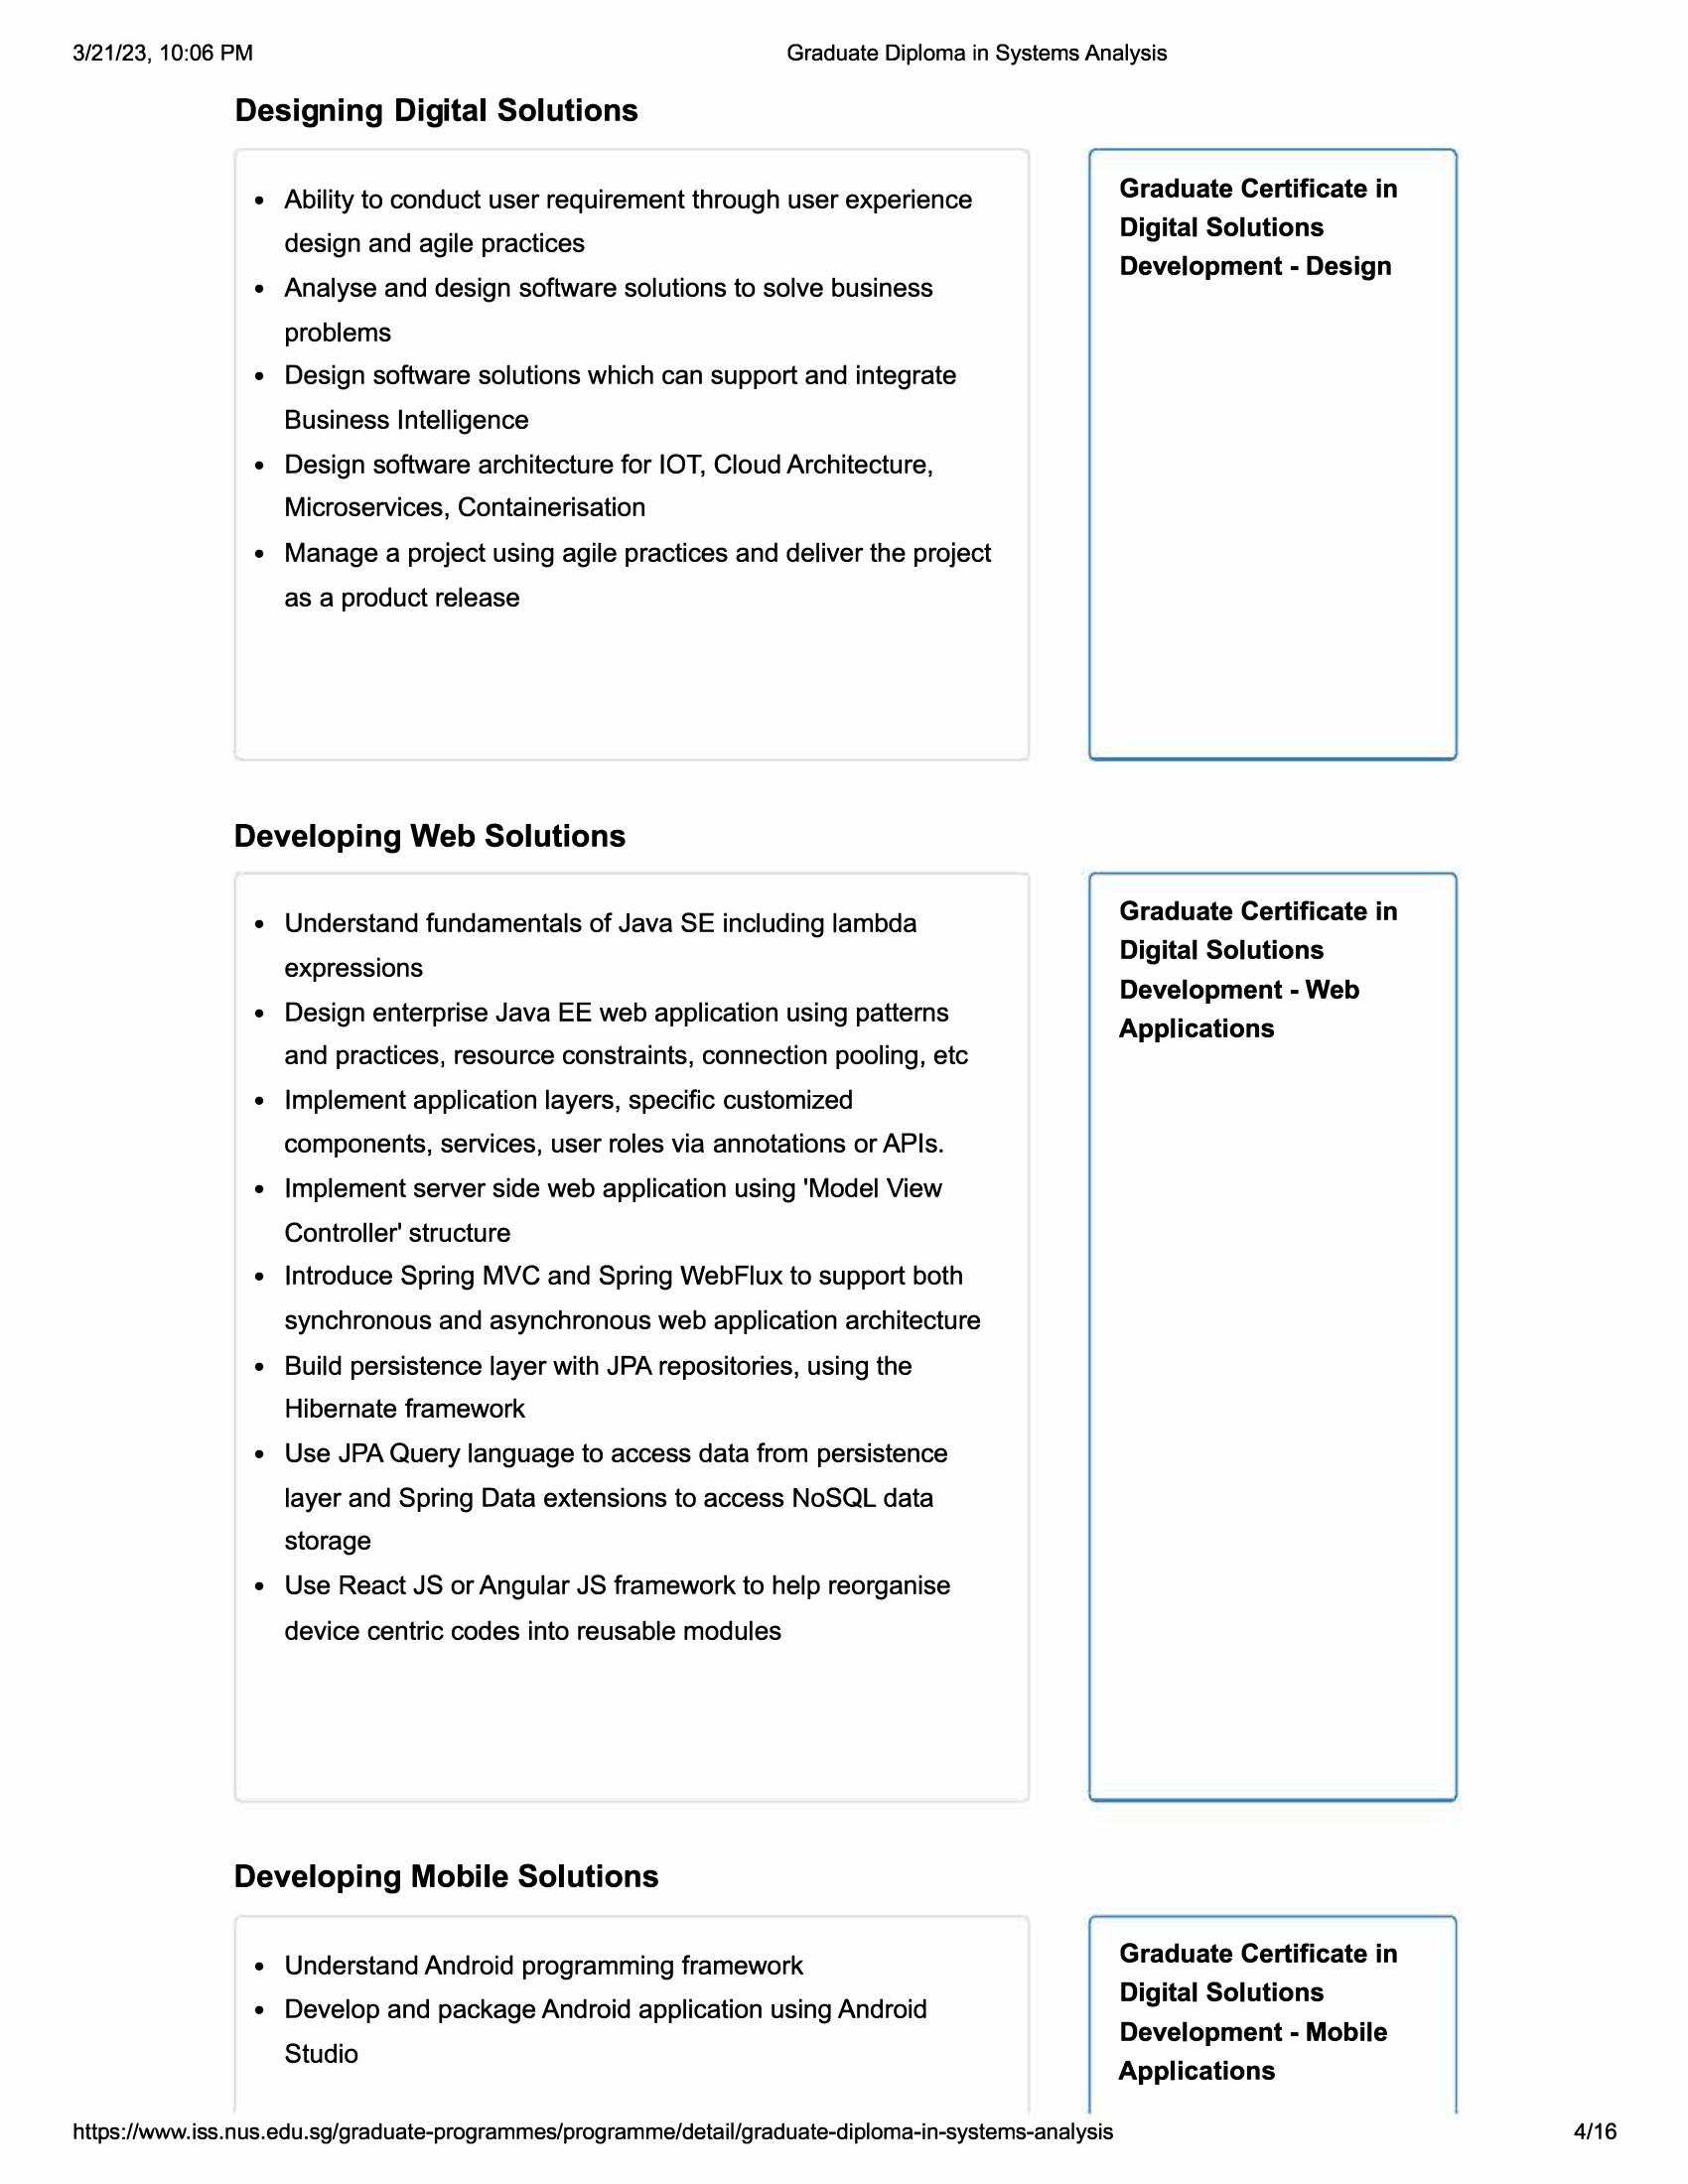 3/21/23, 10:06 PM
Graduate Diploma in Systems Analysis
Designing Digital Solutions
• Ability to conduct user requirement through user experience
design and agile practices
• Analyse and design software solutions to solve business
problems
• Design software solutions which can support and integrate
Business Intelligence
• Design software architecture for IOT, Cloud Architecture,
Microservices, Containerisation
• Manage a project using agile practices and deliver the project
as a product release
Graduate Certificate in
Digital Solutions
Development - Design
Developing Web Solutions
• Understand fundamentals of Java SE including lambda
expressions
• Design enterprise Java EE web application using patterns
and practices, resource constraints, connection pooling, etc
• Implement application layers, specific customized
components, services, user roles via annotations or APIs.
• Implement server side web application using 'Model View
Controller' structure
• Introduce Spring MVC and Spring WebFlux to support both
synchronous and asynchronous web application architecture
• Build persistence layer with JPA repositories, using the
Hibernate framework
• Use JPA Query language to access data from persistence
layer and Spring Data extensions to access NoSQL data
storage
• Use React JS or Angular JS framework to help reorganise
device centric codes into reusable modules
Graduate Certificate in
Digital Solutions
Development - Web
Applications
Developing Mobile Solutions
• Understand Android programming framework
• Develop and package Android application using Android
Studio
Graduate Certificate in
Digital Solutions
Development - Mobile
Applications
https://www.iss.nus.edu.sg/graduate-programmes/programme/detail/graduate-diploma-in-systems-analysis
4/16